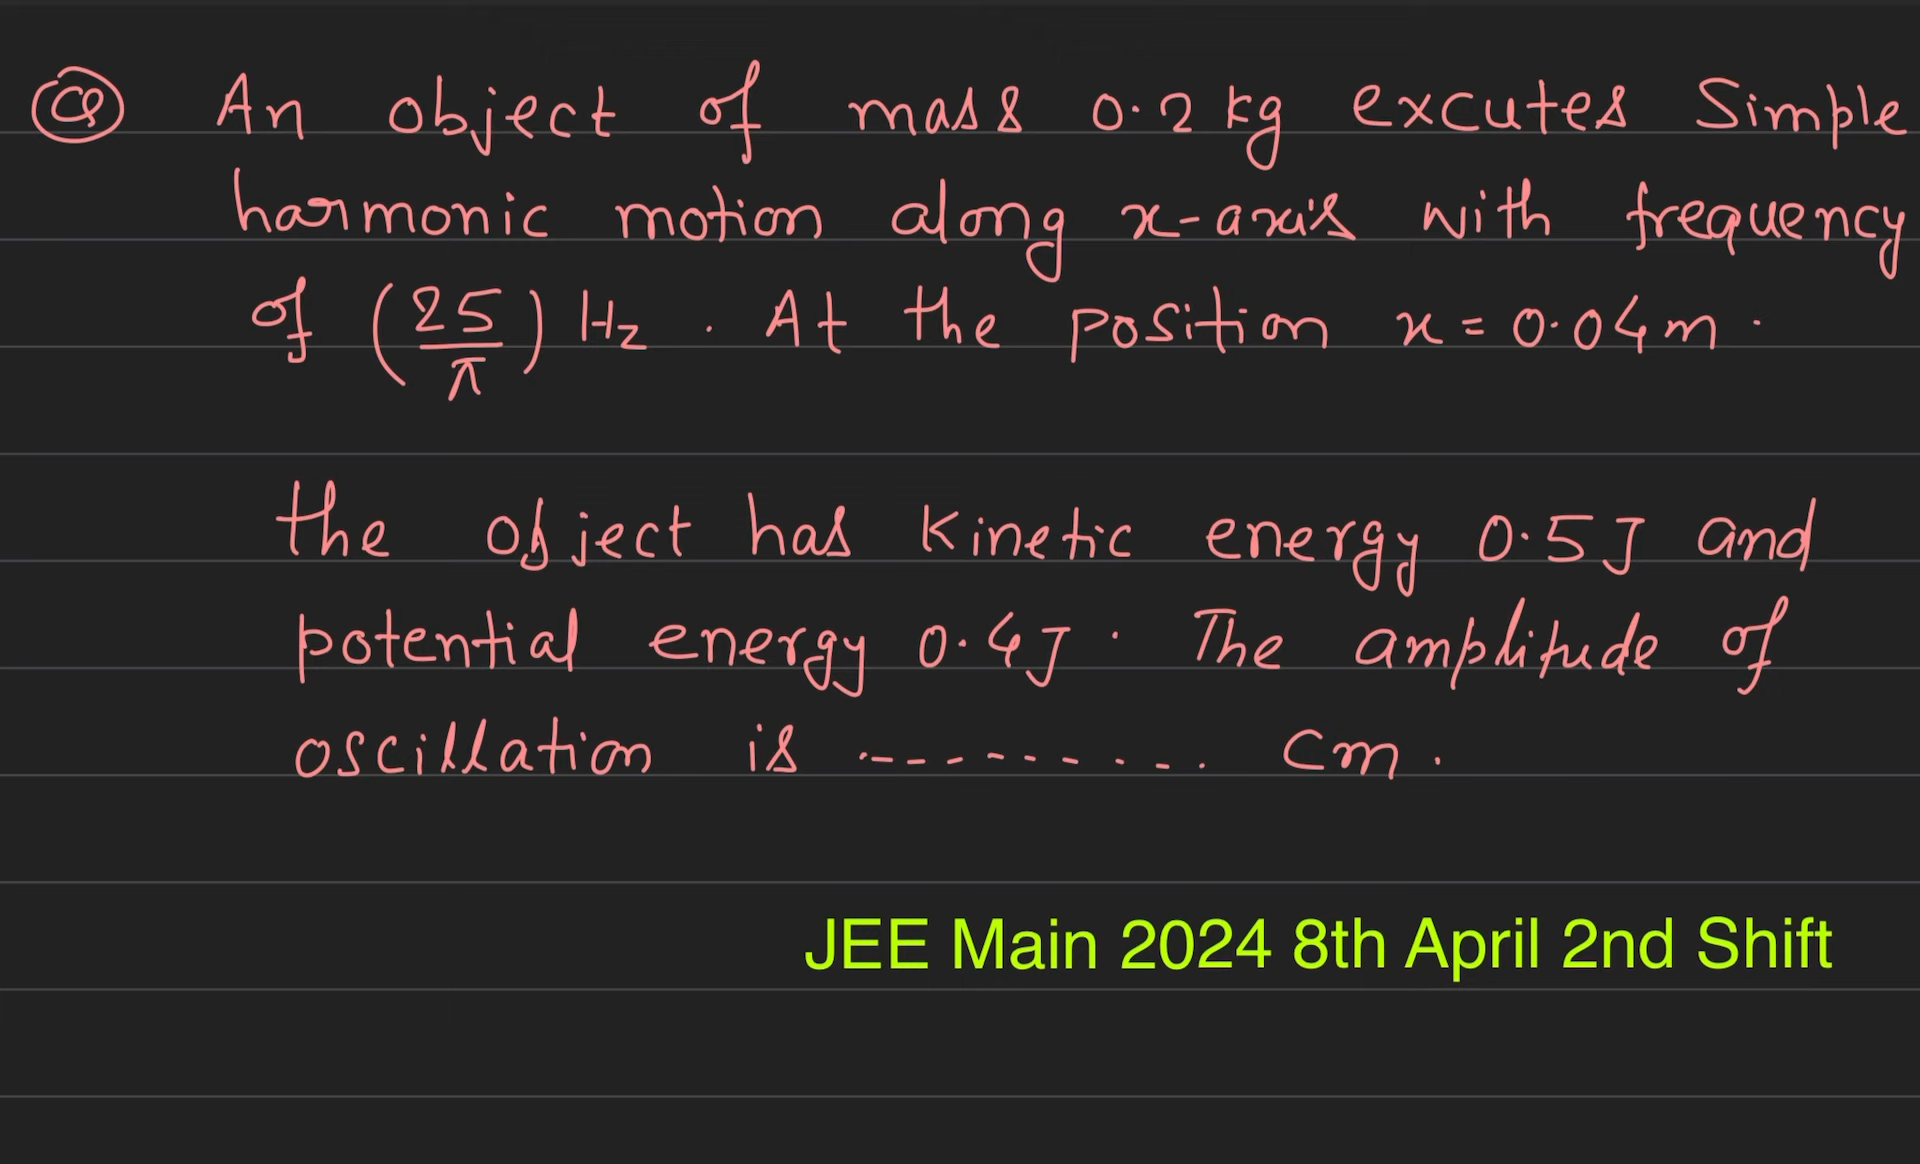 Q An object of mass 0.2 kg excutes Simple
harmonic motion along x-axis with frequency
of (25/π) Hz . At the position x = 0.04m .
the object has Kinetic energy 0.5J and
potential energy 0.4J . The amplitude of
oscillation is .......... Cm .
JEE Main 2024 8th April 2nd Shift